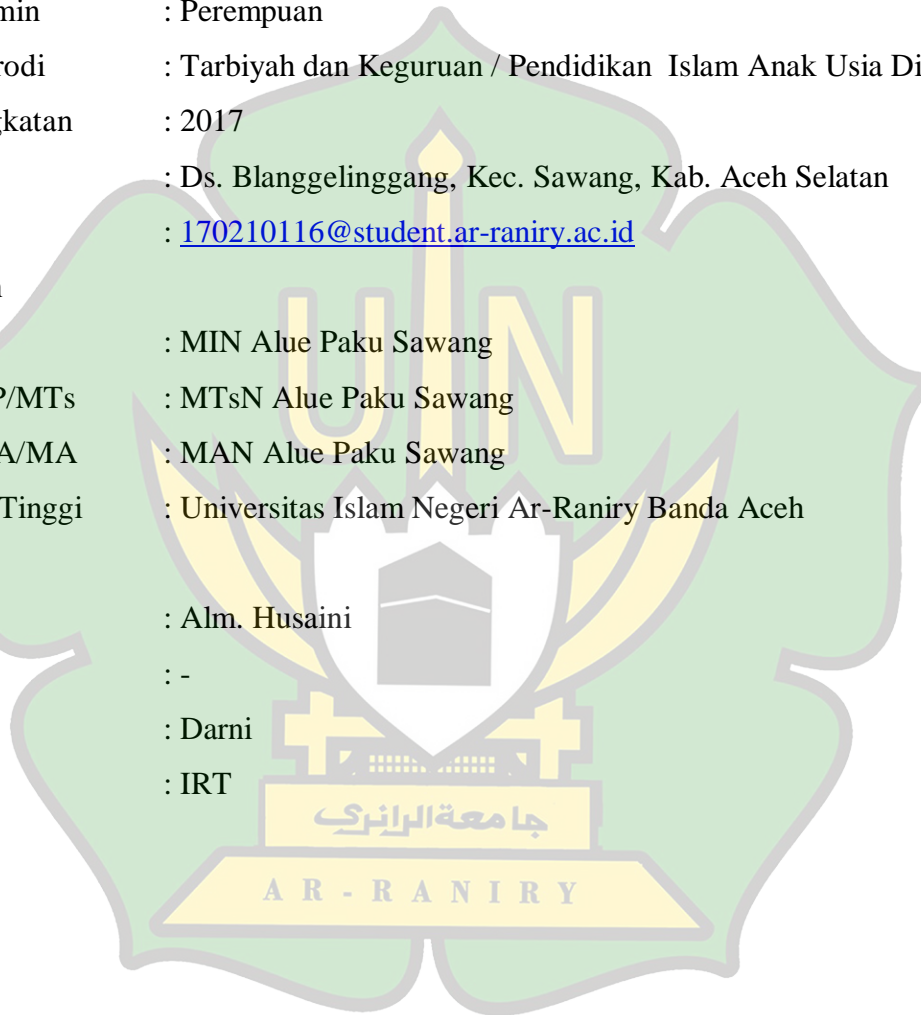 min : Perempuan
rodi : Tarbiyah dan Keguruan / Pendidikan Islam Anak Usia Di
gkatan : 2017
: Ds. Blanggelinggang, Kec. Sawang, Kab. Aceh Selatan
: 170210116@student.ar-raniry.ac.id
n
: MIN Alue Paku Sawang
P/MTs : MTsN Alue Paku Sawang
A/MA : MAN Alue Paku Sawang
Tinggi : Universitas Islam Negeri Ar-Raniry Banda Aceh
: Alm. Husaini
: -
: Darni
: IRT
UIN
جامعة الرانري
AR-RANIRY